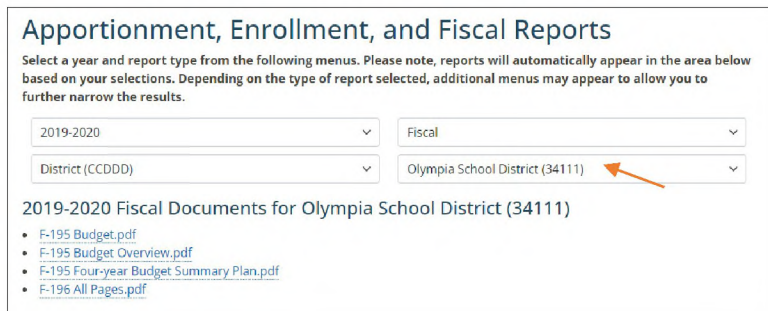 Apportionment, Enrollment, and Fiscal Reports
Select a year and report type from the following menus. Please note, reports will automatically appear in the area below
based on your selections. Depending on the type of report selected, additional menus may appear to allow you to
further narrow the results.
2019-2020 Fiscal
District (CCDDD) Olympia School District (34111)
2019-2020 Fiscal Documents for Olympia School District (34111)
• F-195 Budget.pdf
• F-195 Budget Overview.pdf
• F-195 Four-year Budget Summary Plan.pdf
• F-196 All Pages.pdf